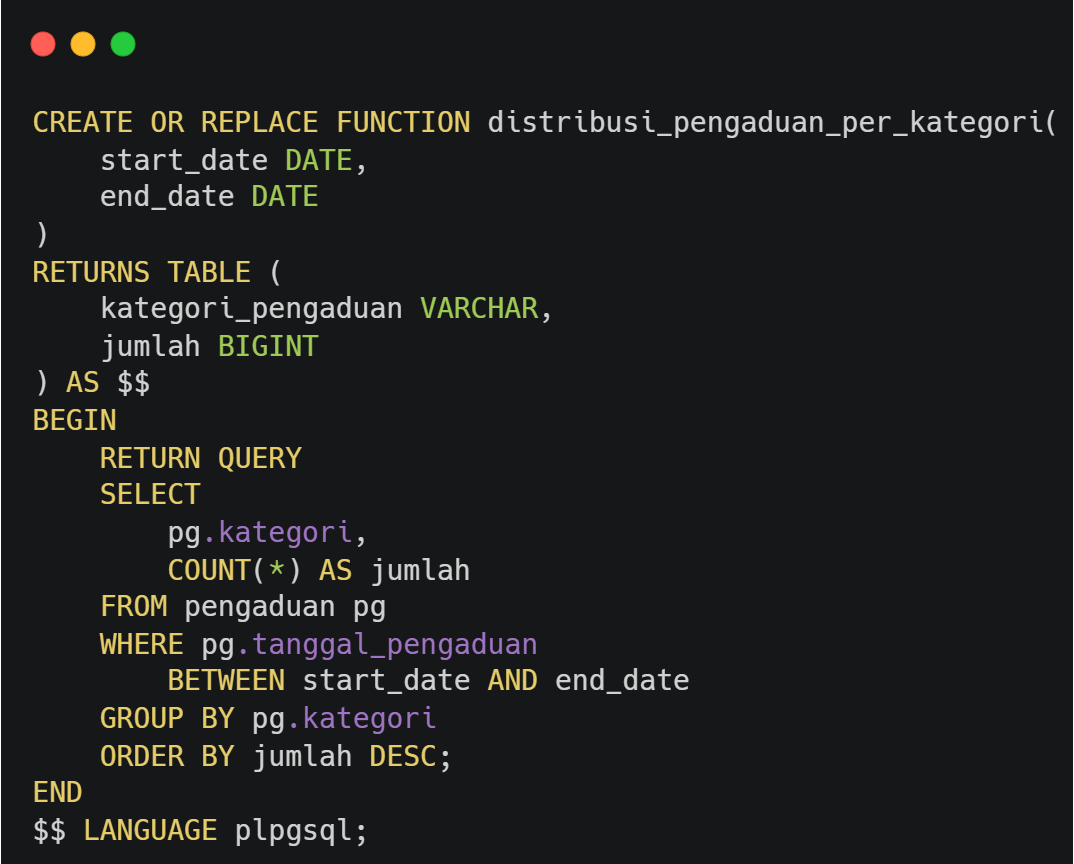 CREATE OR REPLACE FUNCTION distribusi_pengaduan_per_kategori(
    start_date DATE,
    end_date DATE
)
RETURNS TABLE (
    kategori_pengaduan VARCHAR,
    jumlah BIGINT
) AS $$
BEGIN
    RETURN QUERY
    SELECT
        pg.kategori,
        COUNT(*) AS jumlah
    FROM pengaduan pg
    WHERE pg.tanggal_pengaduan
        BETWEEN start_date AND end_date
    GROUP BY pg.kategori
    ORDER BY jumlah DESC;
END
$$ LANGUAGE plpgsql;